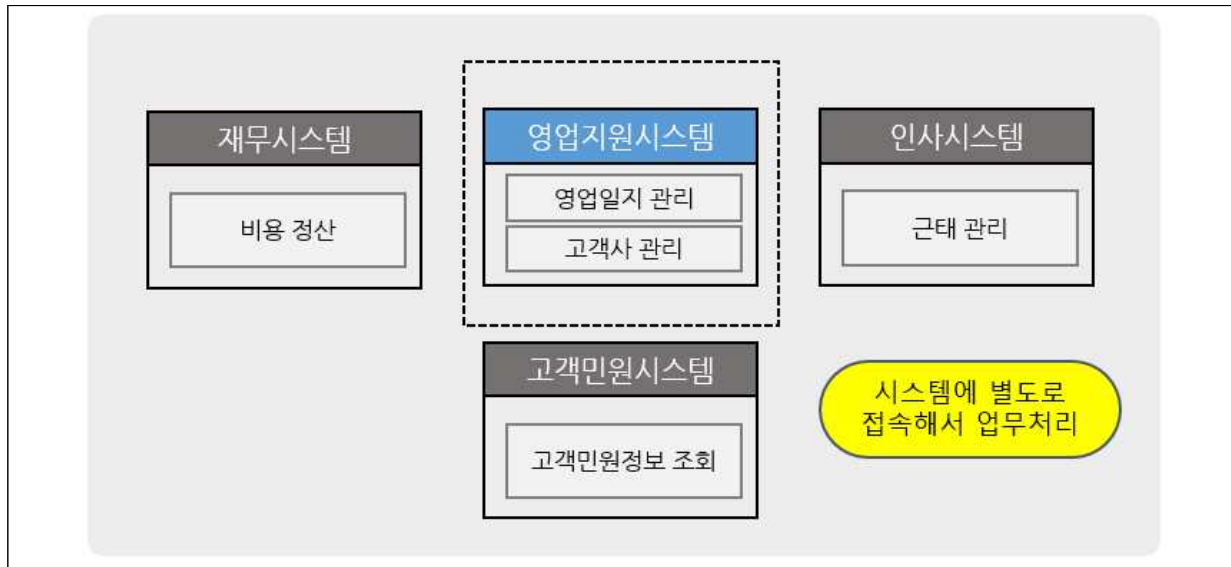 재무시스템
비용 정산
영업지원시스템
영업일지 관리
고객사 관리
인사시스템
근태 관리
고객민원시스템
고객민원정보 조회
시스템에 별도로
접속해서 업무처리